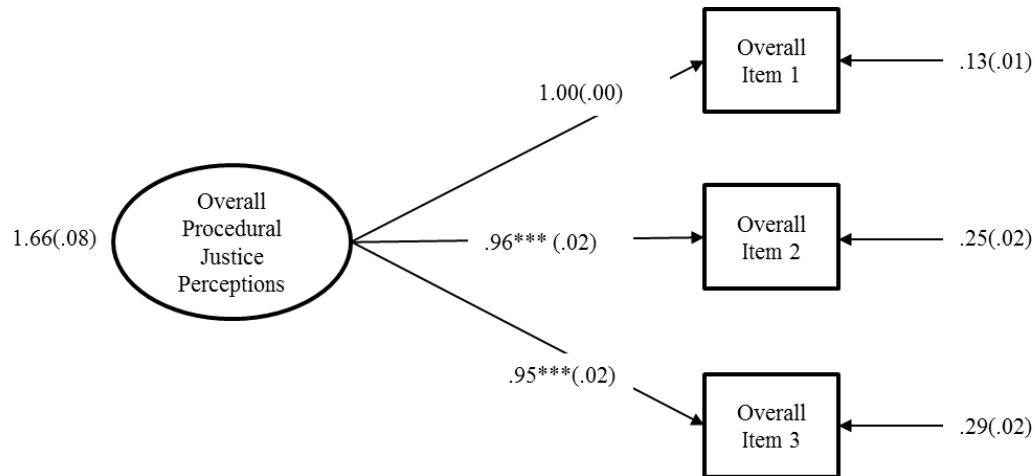 Overall
Item 1
.13(.01)
1.00(.00)
Overall
Procedural
Justice
Perceptions
1.66(.08)
.96*** (.02)
Overall
Item 2
.25(.02)
.95***(.02)
Overall
Item 3
.29(.02)